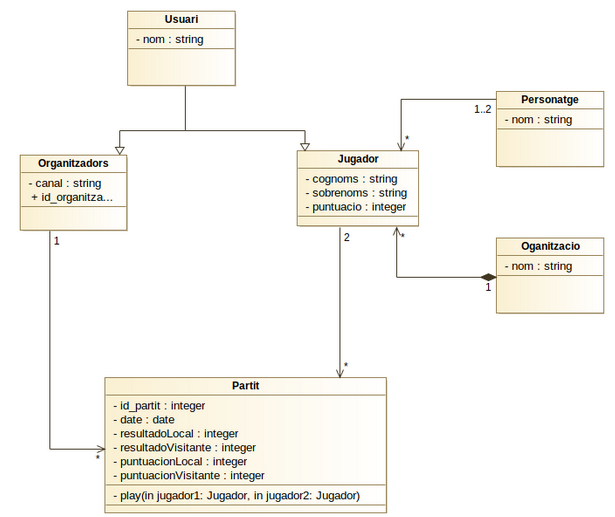 Usuari
- nom : string
Personatge
- nom : string
1..2
*
Organitzadors
- canal : string
+ id_organitza...
1
Jugador
- cognoms : string
- sobrenoms : string
- puntuacio : integer
2
*
Oganitzacio
- nom : string
1
*
Partit
- id_partit : integer
- date : date
- resultadoLocal : integer
- resultadoVisitante : integer
- puntuacionLocal : integer
- puntuacionVisitante : integer
- play(in jugador1: Jugador, in jugador2: Jugador)
*